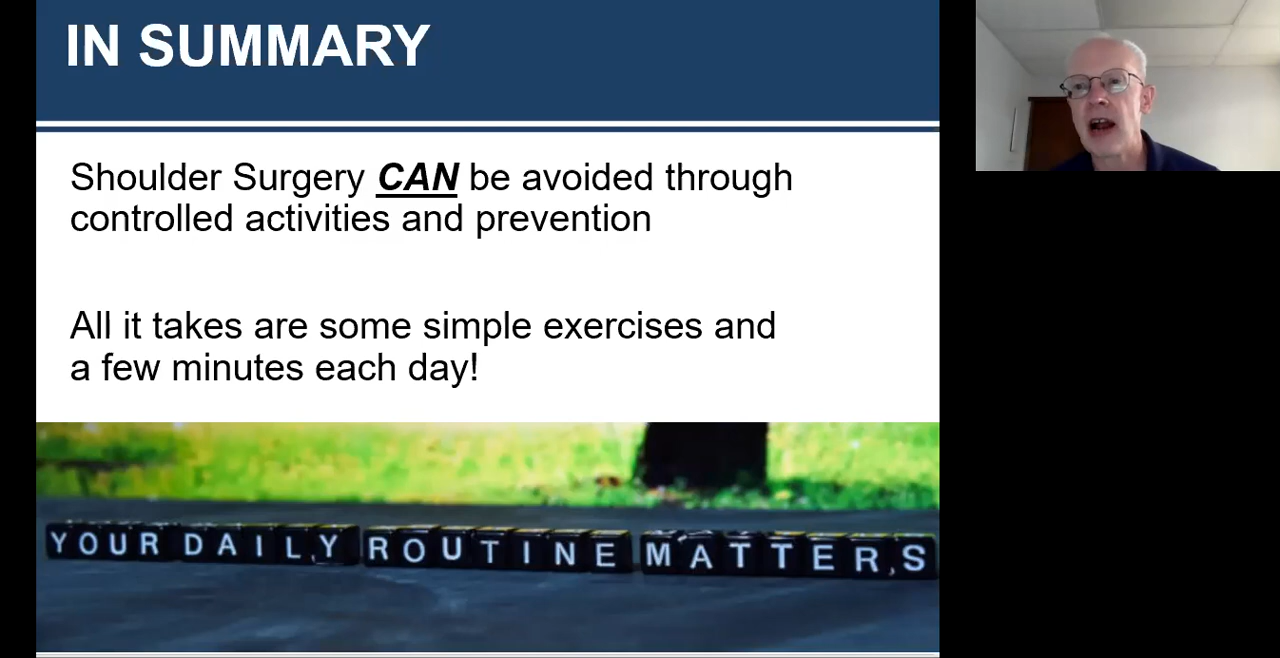 IN SUMMARY
Shoulder Surgery CAN be avoided through
controlled activities and prevention
All it takes are some simple exercises and
a few minutes each day!
YOUR DAILY ROUTINE MATTERS